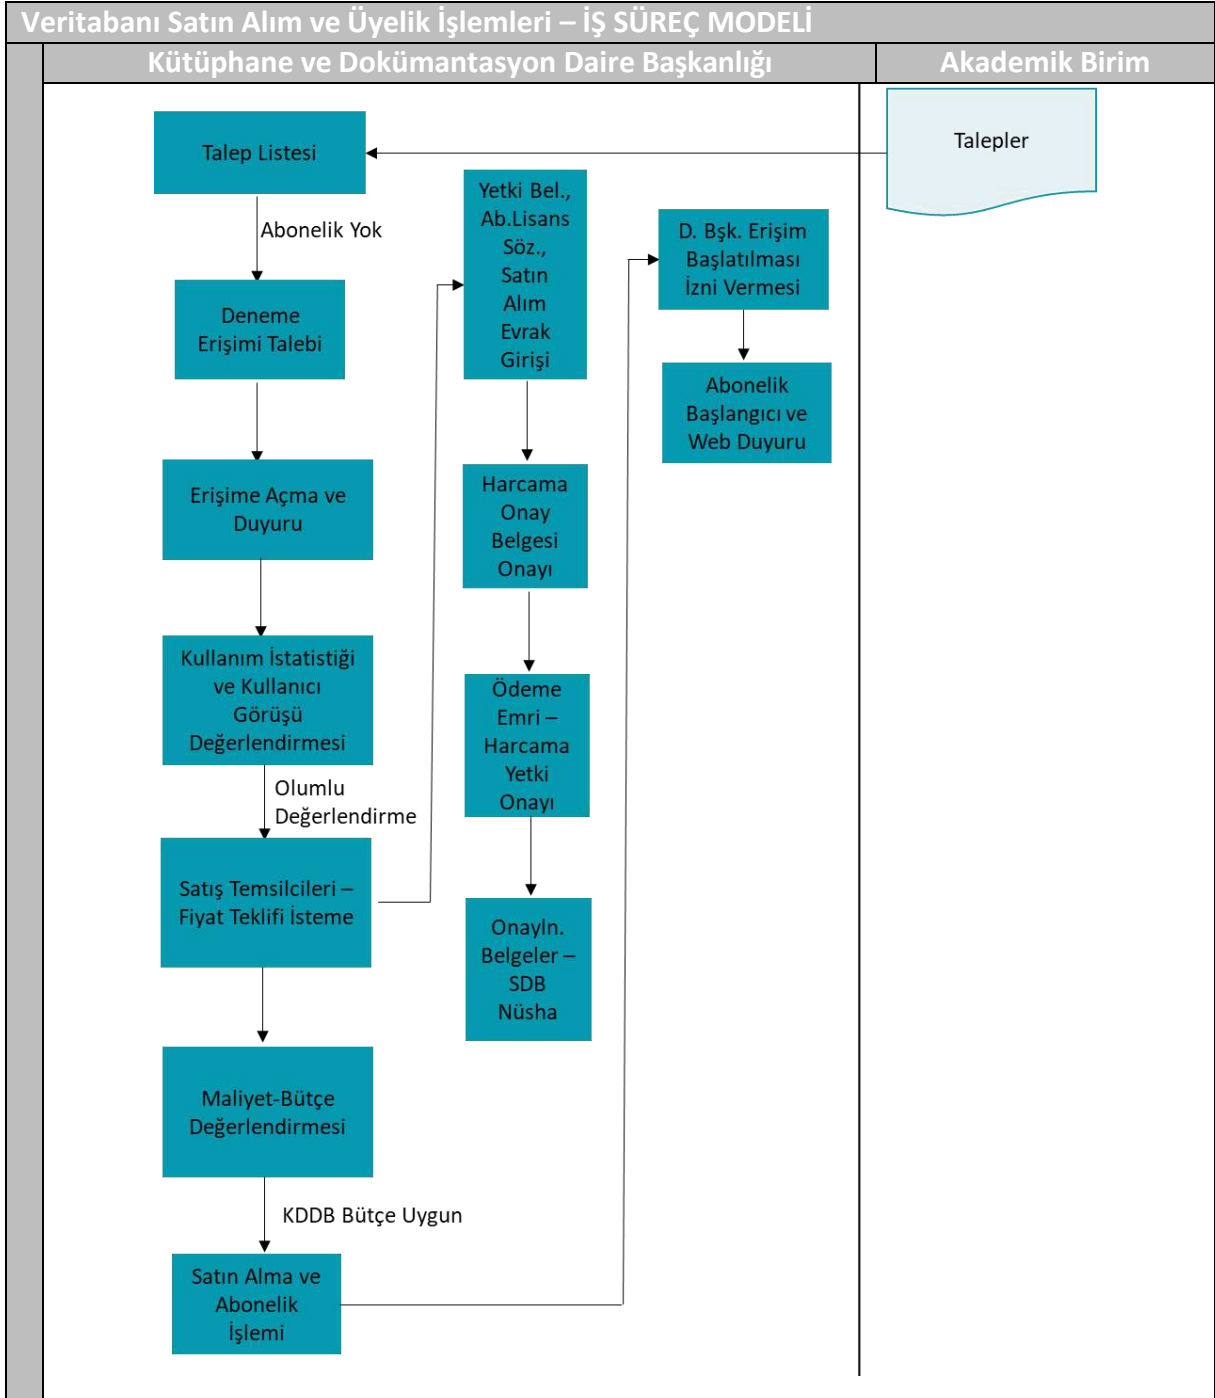 Veritabanı Satın Alım ve Üyelik İşlemleri – İŞ SÜREÇ MODELİ
Kütüphane ve Dokümantasyon Daire Başkanlığı
Akademik Birim
Talepler
Talep Listesi
Abonelik Yok
Deneme
Erişimi Talebi
Erişime Açma ve
Duyuru
Kullanım İstatistiği
ve Kullanıcı
Görüşü
Değerlendirmesi
Olumlu
Değerlendirme
Satış Temsilcileri –
Fiyat Teklifi İsteme
Maliyet-Bütçe
Değerlendirmesi
KDDB Bütçe Uygun
Satın Alma ve
Abonelik
İşlemi
Yetki Bel.,
Ab.Lisans
Söz.,
Satın
Alım
Evrak
Girişi
Harcama
Onay
Belgesi
Onayı
Ödeme
Emri –
Harcama
Yetki
Onayı
Onayln.
Belgeler –
SDB
Nüsha
D. Bşk. Erişim
Başlatılması
İzni Vermesi
Abonelik
Başlangıcı ve
Web Duyuru